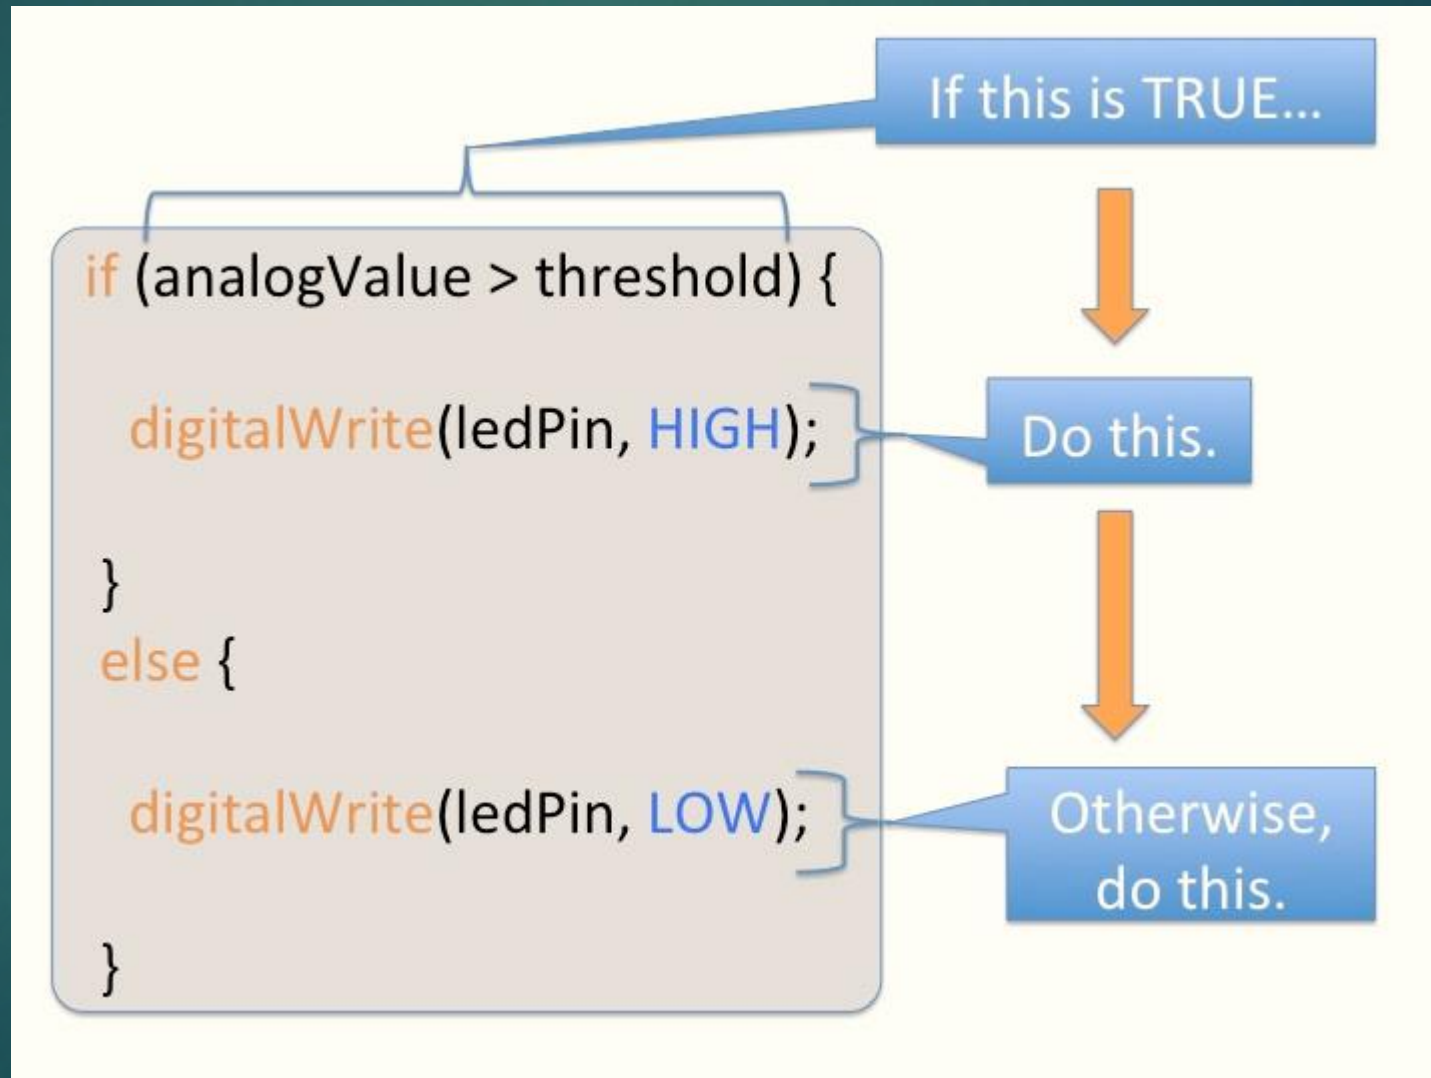 If this is TRUE...
if (analogValue > threshold) {
digitalWrite(ledPin, HIGH);
Do this.
}
else {
digitalWrite(ledPin, LOW);
Otherwise,
do this.
}